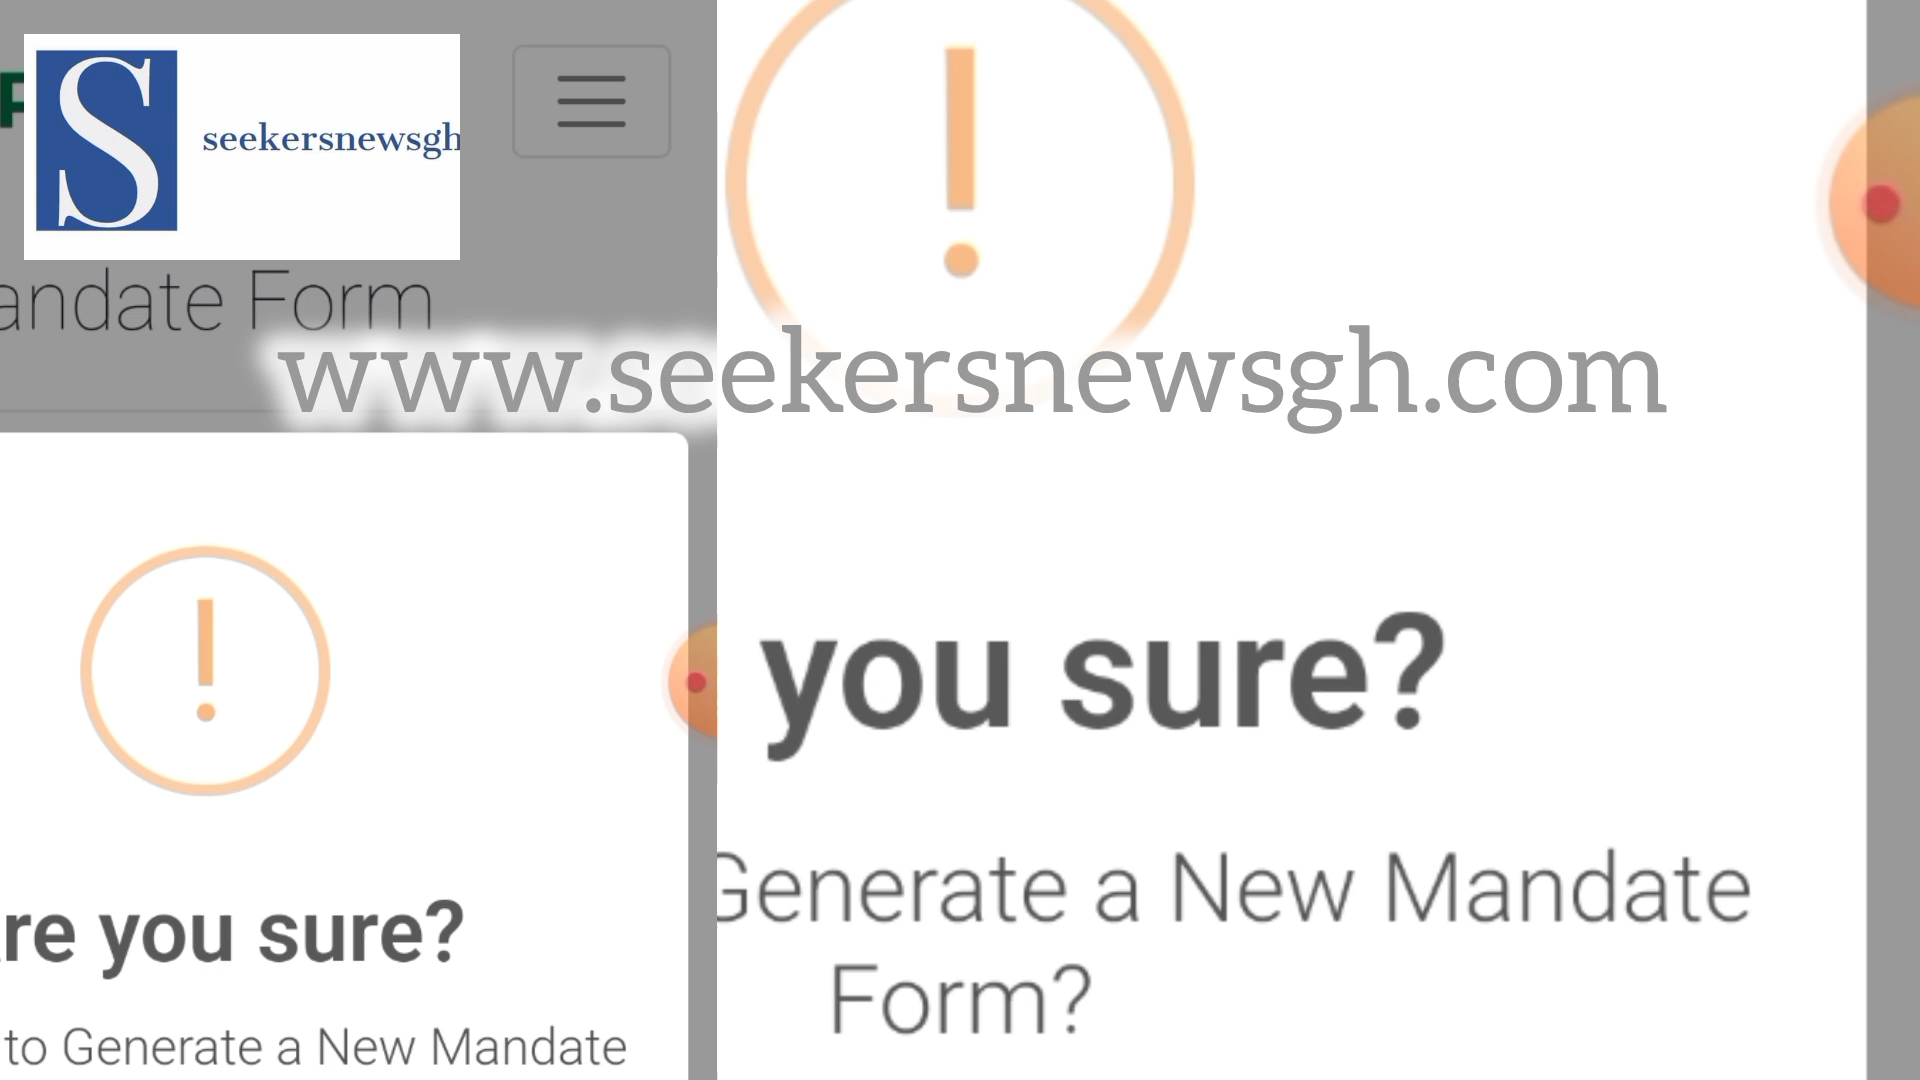 S
seekersnewsgh
andate Form
www.seekersnewsgh.com
re you sure?
to Generate a New Mandate
you sure?
Generate a New Mandate
Form?